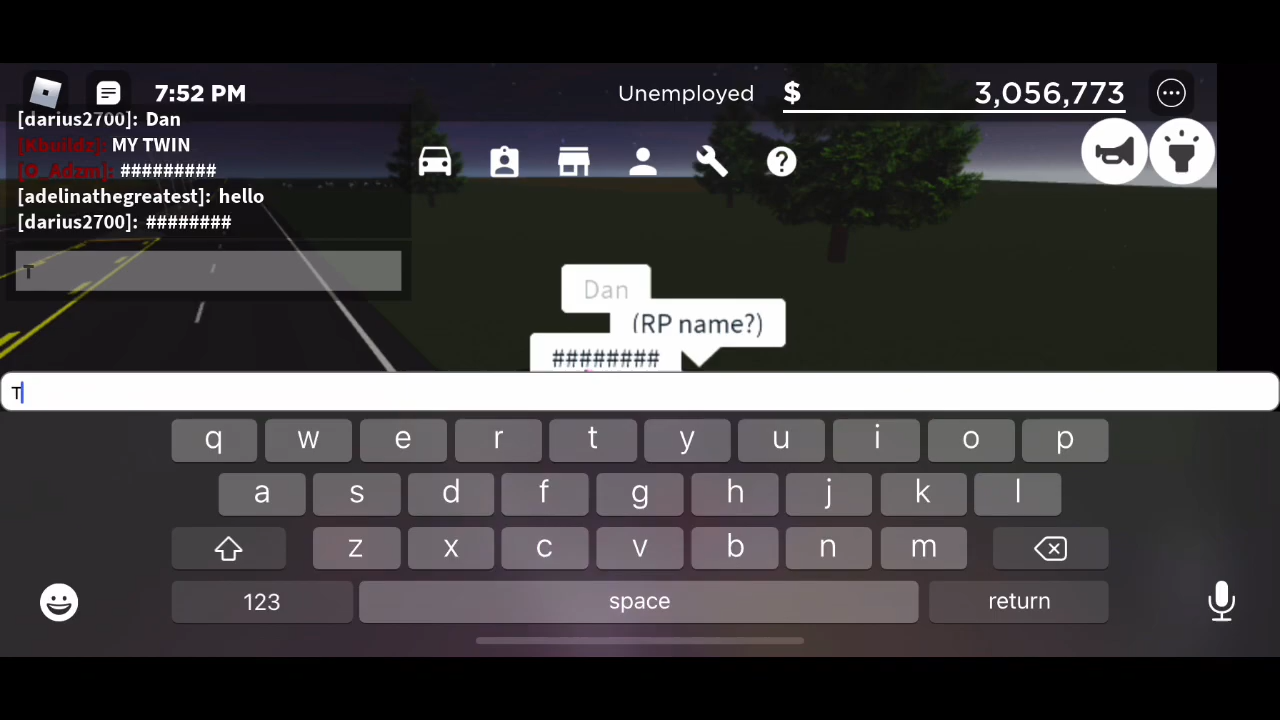 7:52 PM
Unemployed
$ 3,056,773
[darius2700]: Dan
[Kbuildz]: MY TWIN
[O_Adzm]: #########
[adelinathegreatest]: hello
[darius2700]: ########
T
Dan
(RP name?)
########
T
q w e r t y u i o p
a s d f g h j k l
z x c v b n m
123 space return